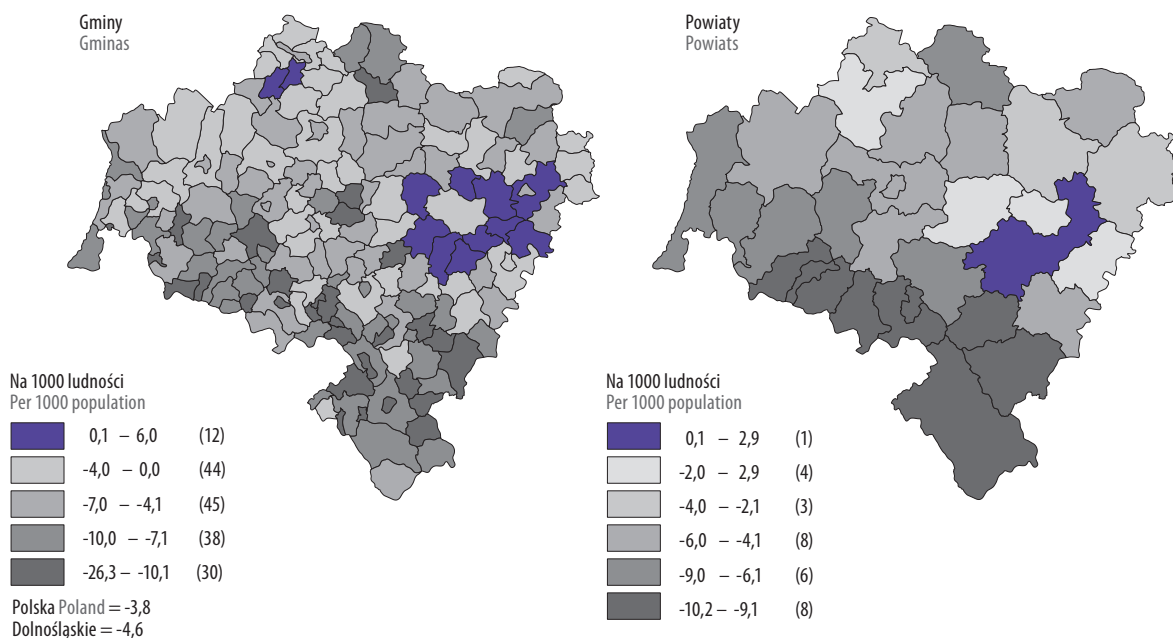 Gminy
Gminas
Na 1000 ludności
Per 1000 population
0,1 – 6,0 (12)
-4,0 – 0,0 (44)
-7,0 – -4,1 (45)
-10,0 – -7,1 (38)
-26,3 – -10,1 (30)
Polska Poland = -3,8
Dolnośląskie = -4,6
Powiaty
Powiats
Na 1000 ludności
Per 1000 population
0,1 – 2,9 (1)
-2,0 – 2,9 (4)
-4,0 – -2,1 (3)
-6,0 – -4,1 (8)
-9,0 – -6,1 (6)
-10,2 – -9,1 (8)